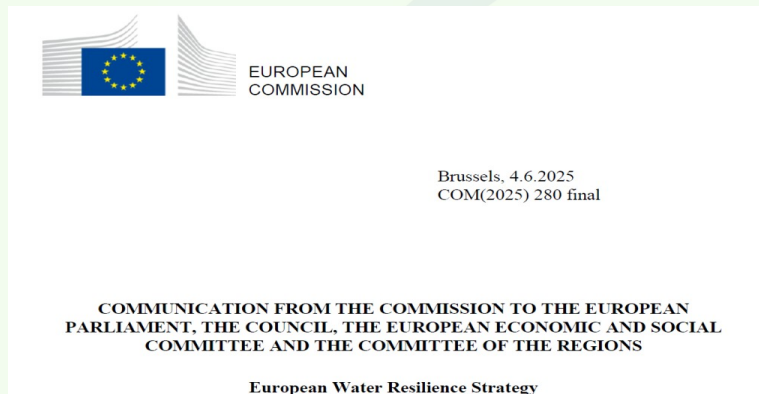 EUROPEAN
COMMISSION
Brussels, 4.6.2025
COM(2025) 280 final
COMMUNICATION FROM THE COMMISSION TO THE EUROPEAN
PARLIAMENT, THE COUNCIL, THE EUROPEAN ECONOMIC AND SOCIAL
COMMITTEE AND THE COMMITTEE OF THE REGIONS
European Water Resilience Strategy